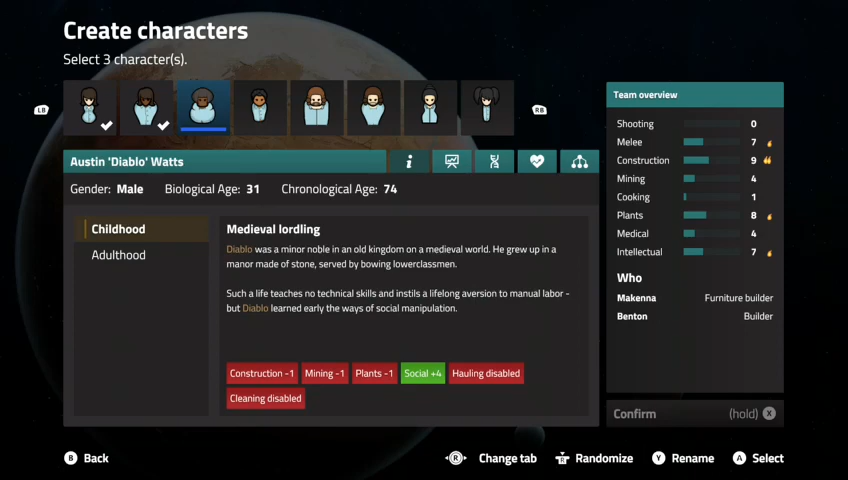 Create characters
Select 3 character(s).
LB
RB
Austin 'Diablo' Watts
i
Gender: Male Biological Age: 31 Chronological Age: 74
Childhood
Adulthood
Medieval lordling
Diablo was a minor noble in an old kingdom on a medieval world. He grew up in a
manor made of stone, served by bowing lowerclassmen.
Such a life teaches no technical skills and instils a lifelong aversion to manual labor -
but Diablo learned early the ways of social manipulation.
Construction -1 Mining -1 Plants -1 Social +4 Hauling disabled
Cleaning disabled
Team overview
Shooting 0
Melee 7
Construction 9
Mining 4
Cooking 1
Plants 8
Medical 4
Intellectual 7
Who
Makenna Furniture builder
Benton Builder
Confirm (hold) X
B Back
R Change tab
R Randomize
Y Rename
A Select